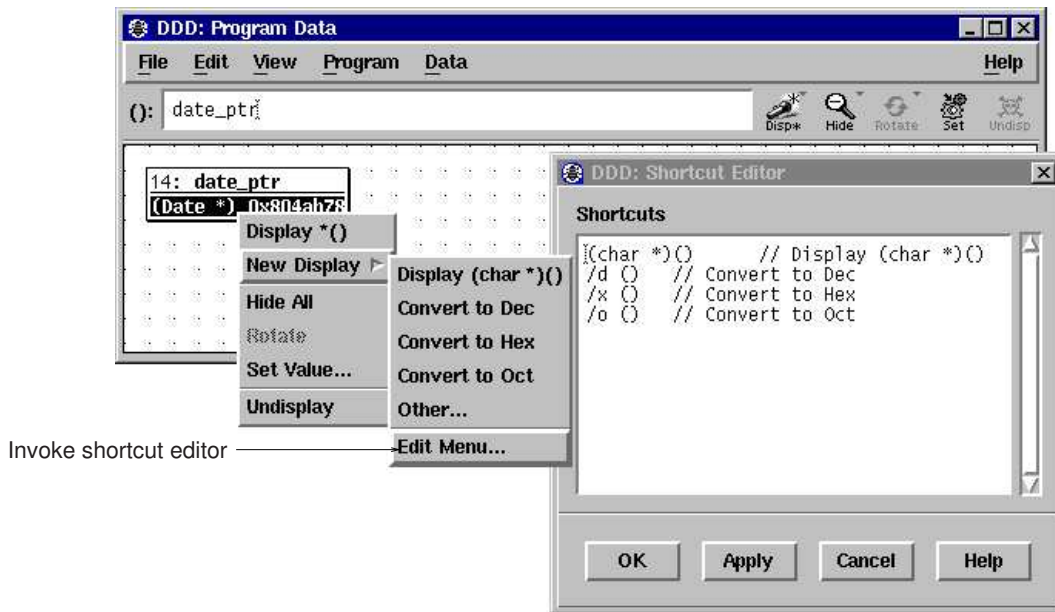 DDD: Program Data
File Edit View Program Data Help
(): date_ptr
Disp* Hide Rotate Set Undisp
14: date_ptr
(Date *) 0x804ab78
Display *()
New Display
Hide All
Rotate
Set Value...
Undisplay
Display (char *)()
Convert to Dec
Convert to Hex
Convert to Oct
Other...
Edit Menu...
Invoke shortcut editor
DDD: Shortcut Editor
Shortcuts
(char *)() // Display (char *)()
/d () // Convert to Dec
/x () // Convert to Hex
/o () // Convert to Oct
OK Apply Cancel Help